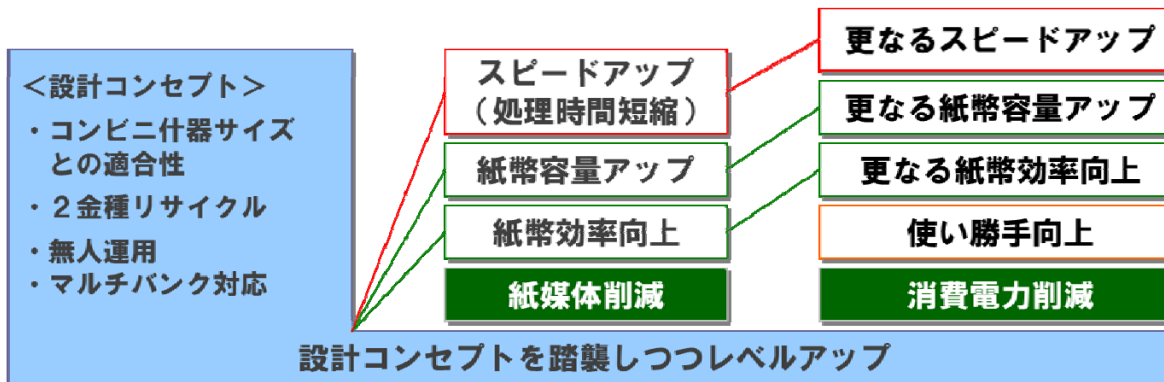 ＜設計コンセプト＞
・コンビニ什器サイズ
との適合性
・２金種リサイクル
・無人運用
・マルチバンク対応
スピードアップ
（処理時間短縮）
紙幣容量アップ
紙幣効率向上
紙媒体削減
更なるスピードアップ
更なる紙幣容量アップ
更なる紙幣効率向上
使い勝手向上
消費電力削減
設計コンセプトを踏襲しつつレベルアップ